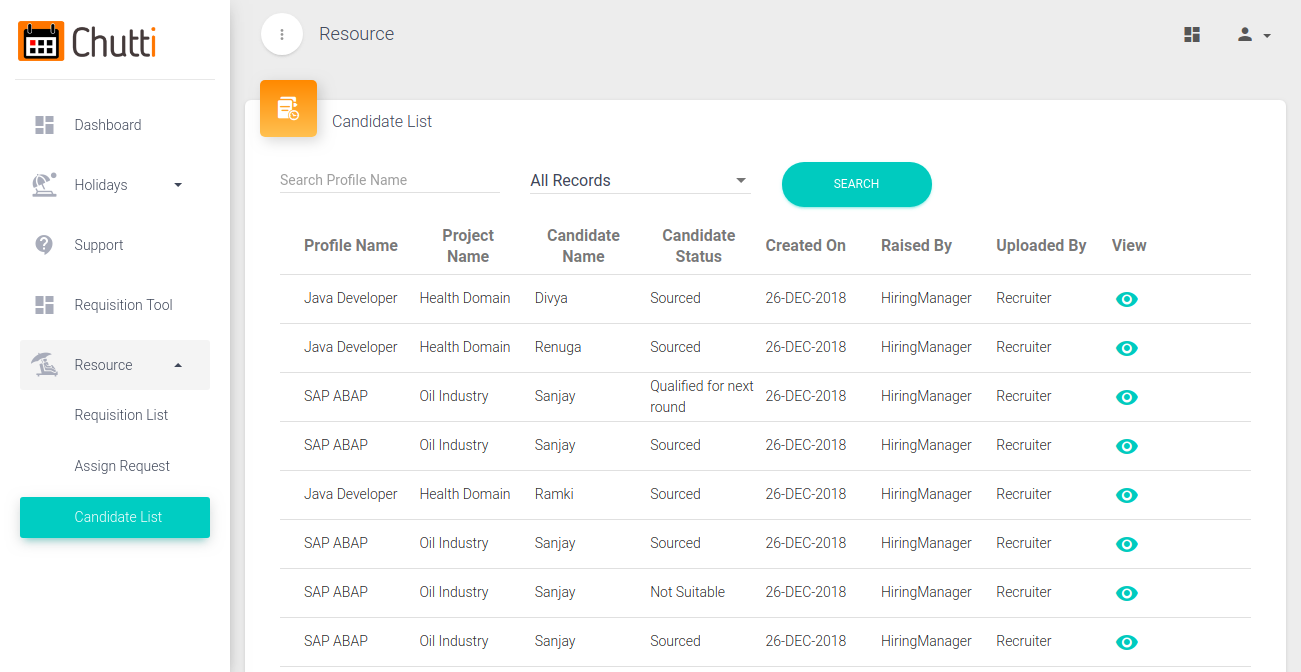 Chutti
Resource
Dashboard
Holidays
Support
Requisition Tool
Resource
Requisition List
Assign Request
Candidate List
Candidate List
Search Profile Name All Records SEARCH
Profile Name Project Name Candidate Name Candidate Status Created On Raised By Uploaded By View
Java Developer Health Domain Divya Sourced 26-DEC-2018 HiringManager Recruiter
Java Developer Health Domain Renuga Sourced 26-DEC-2018 HiringManager Recruiter
SAP ABAP Oil Industry Sanjay Qualified for next round 26-DEC-2018 HiringManager Recruiter
SAP ABAP Oil Industry Sanjay Sourced 26-DEC-2018 HiringManager Recruiter
Java Developer Health Domain Ramki Sourced 26-DEC-2018 HiringManager Recruiter
SAP ABAP Oil Industry Sanjay Sourced 26-DEC-2018 HiringManager Recruiter
SAP ABAP Oil Industry Sanjay Not Suitable 26-DEC-2018 HiringManager Recruiter
SAP ABAP Oil Industry Sanjay Sourced 26-DEC-2018 HiringManager Recruiter